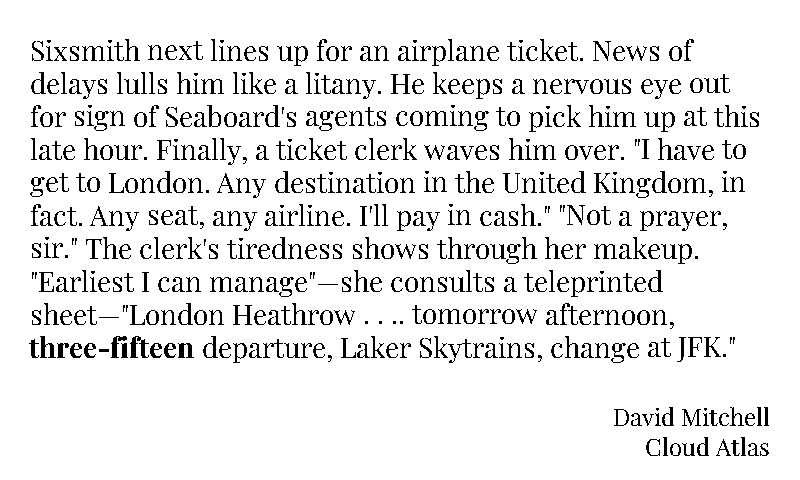 Sixsmith next lines up for an airplane ticket. News of
delays lulls him like a litany. He keeps a nervous eye out
for sign of Seaboard's agents coming to pick him up at this
late hour. Finally, a ticket clerk waves him over. "I have to
get to London. Any destination in the United Kingdom, in
fact. Any seat, any airline. I'll pay in cash." "Not a prayer,
sir." The clerk's tiredness shows through her makeup.
"Earliest I can manage"—she consults a teleprinted
sheet—"London Heathrow . . .. tomorrow afternoon,
three-fifteen departure, Laker Skytrains, change at JFK."
David Mitchell
Cloud Atlas